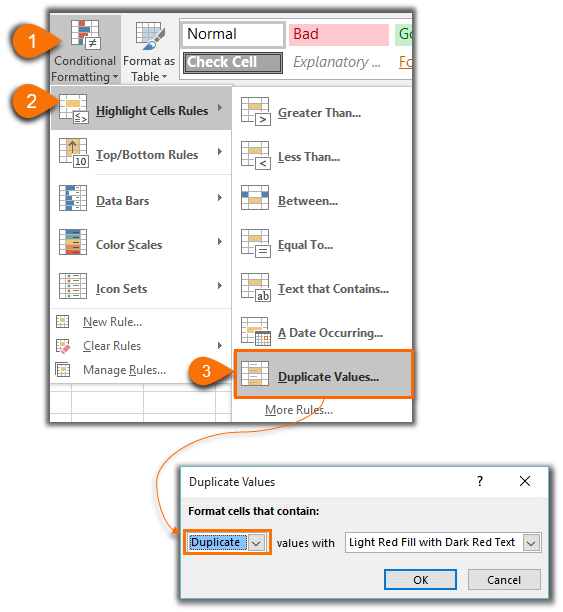 1
Conditional
Formatting
Format as
Table
Normal
Bad
Check Cell
Explanatory ...
2
Highlight Cells Rules
Top/Bottom Rules
10
Data Bars
Color Scales
Icon Sets
New Rule...
Clear Rules
Manage Rules...
Greater Than...
Less Than...
Between...
Equal To...
Text that Contains...
ab
A Date Occurring...
3
Duplicate Values...
More Rules...
Duplicate Values
?
Format cells that contain:
Duplicate values with Light Red Fill with Dark Red Text
OK Cancel